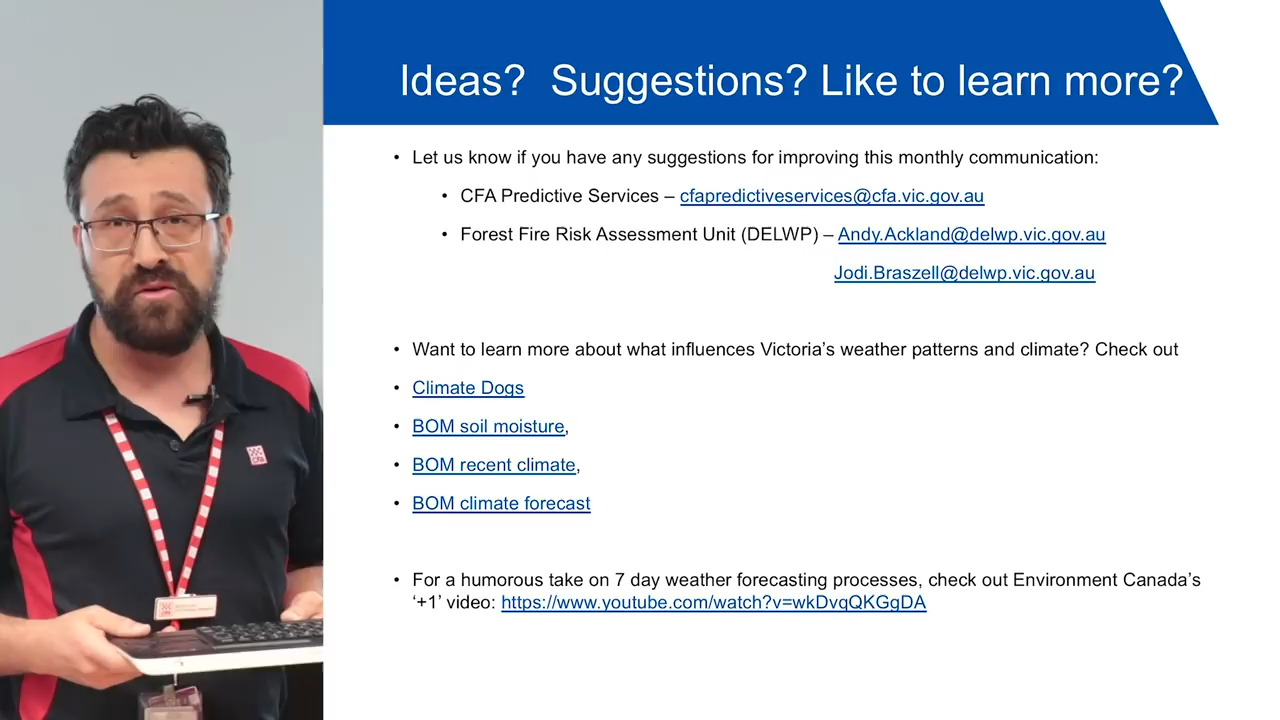 Ideas?  Suggestions? Like to learn more?
• Let us know if you have any suggestions for improving this monthly communication:
• CFA Predictive Services – cfapredictiveservices@cfa.vic.gov.au
• Forest Fire Risk Assessment Unit (DELWP) – Andy.Ackland@delwp.vic.gov.au
Jodi.Braszell@delwp.vic.gov.au
• Want to learn more about what influences Victoria’s weather patterns and climate? Check out
• Climate Dogs
• BOM soil moisture,
• BOM recent climate,
• BOM climate forecast
• For a humorous take on 7 day weather forecasting processes, check out Environment Canada’s
‘+1’ video: https://www.youtube.com/watch?v=wkDvqQKGgDA
CFA